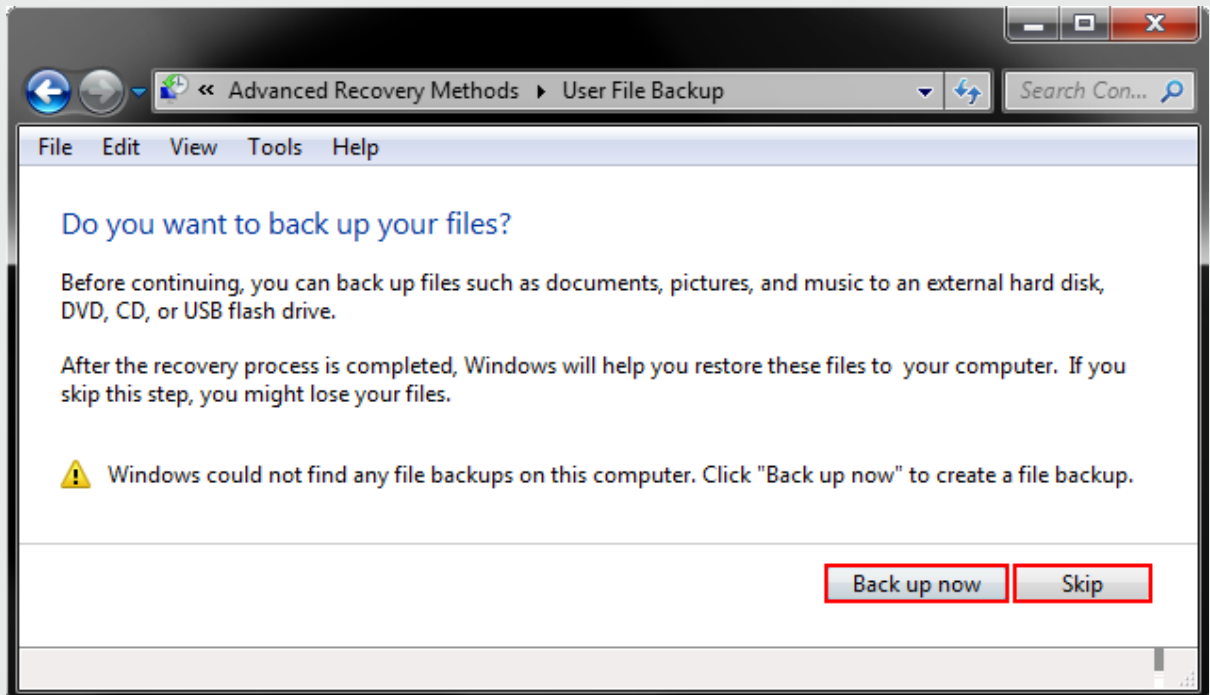 « Advanced Recovery Methods ▸ User File Backup
Search Con...
File Edit View Tools Help
Do you want to back up your files?
Before continuing, you can back up files such as documents, pictures, and music to an external hard disk,
DVD, CD, or USB flash drive.
After the recovery process is completed, Windows will help you restore these files to  your computer.  If you
skip this step, you might lose your files.
Windows could not find any file backups on this computer. Click "Back up now" to create a file backup.
Back up now Skip